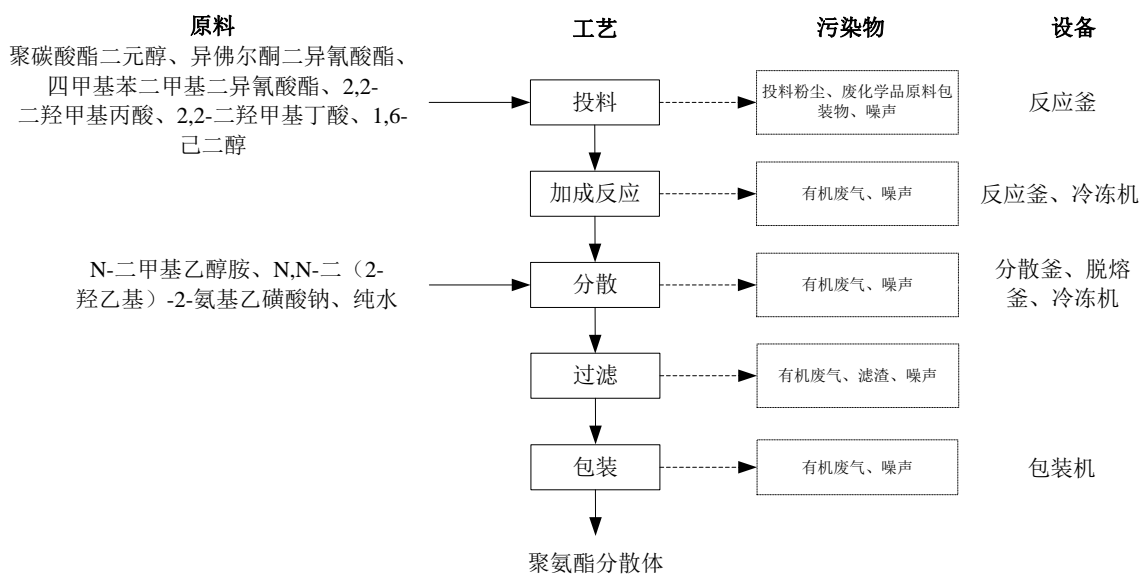 原料
工艺
污染物
设备
聚碳酸酯二元醇、异佛尔酮二异氰酸酯、
四甲基苯二甲基二异氰酸酯、2,2-
二羟甲基丙酸、2,2-二羟甲基丁酸、1,6-
己二醇
投料
投料粉尘、废化学品原料包
装物、噪声
反应釜
加成反应
有机废气、噪声
反应釜、冷冻机
N-二甲基乙醇胺、N,N-二（2-
羟乙基）-2-氨基乙磺酸钠、纯水
分散
有机废气、噪声
分散釜、脱熔
釜、冷冻机
过滤
有机废气、滤渣、噪声
包装
有机废气、噪声
包装机
聚氨酯分散体